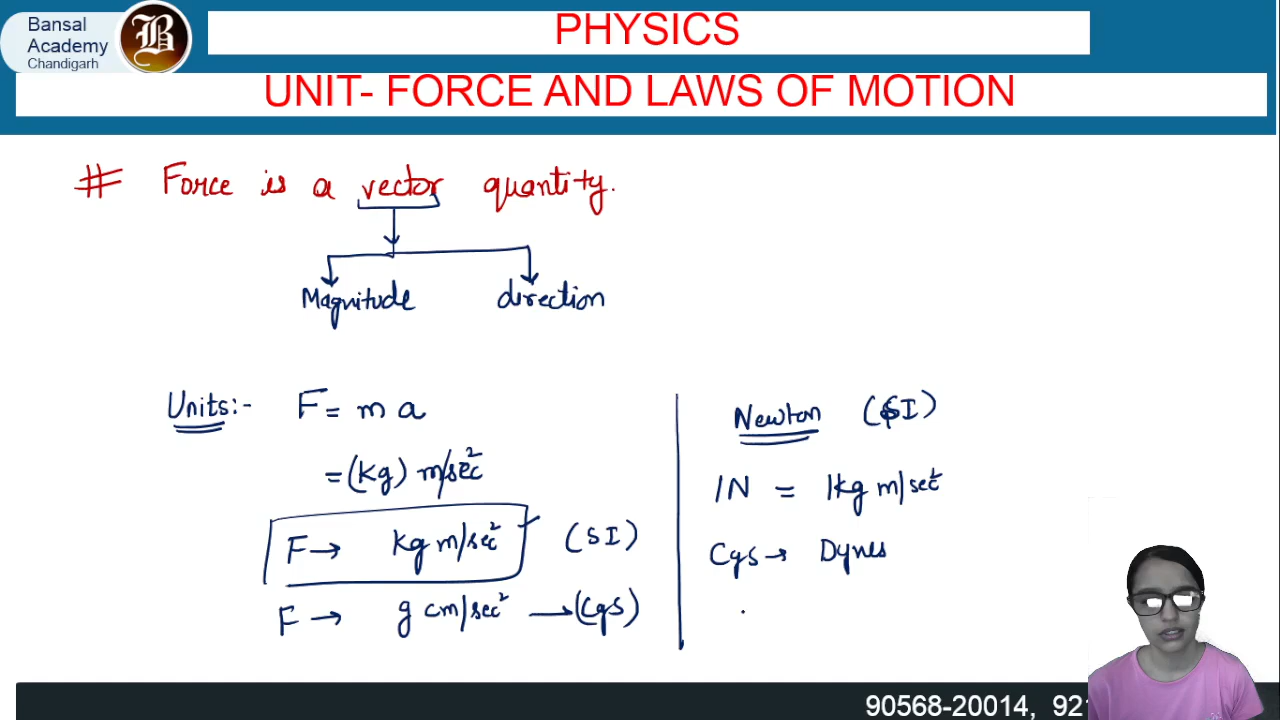 Bansal
Academy
Chandigarh
B
PHYSICS
UNIT- FORCE AND LAWS OF MOTION
# Force is a vector quantity.
Magnitude direction
Units:- F = m a
= (kg) m/sec²
F → kg m/sec² (SI)
F → g cm/sec² → (CgS)
Newton (SI)
1N = 1kg m/sec²
CgS → Dynes
90568-20014, 92